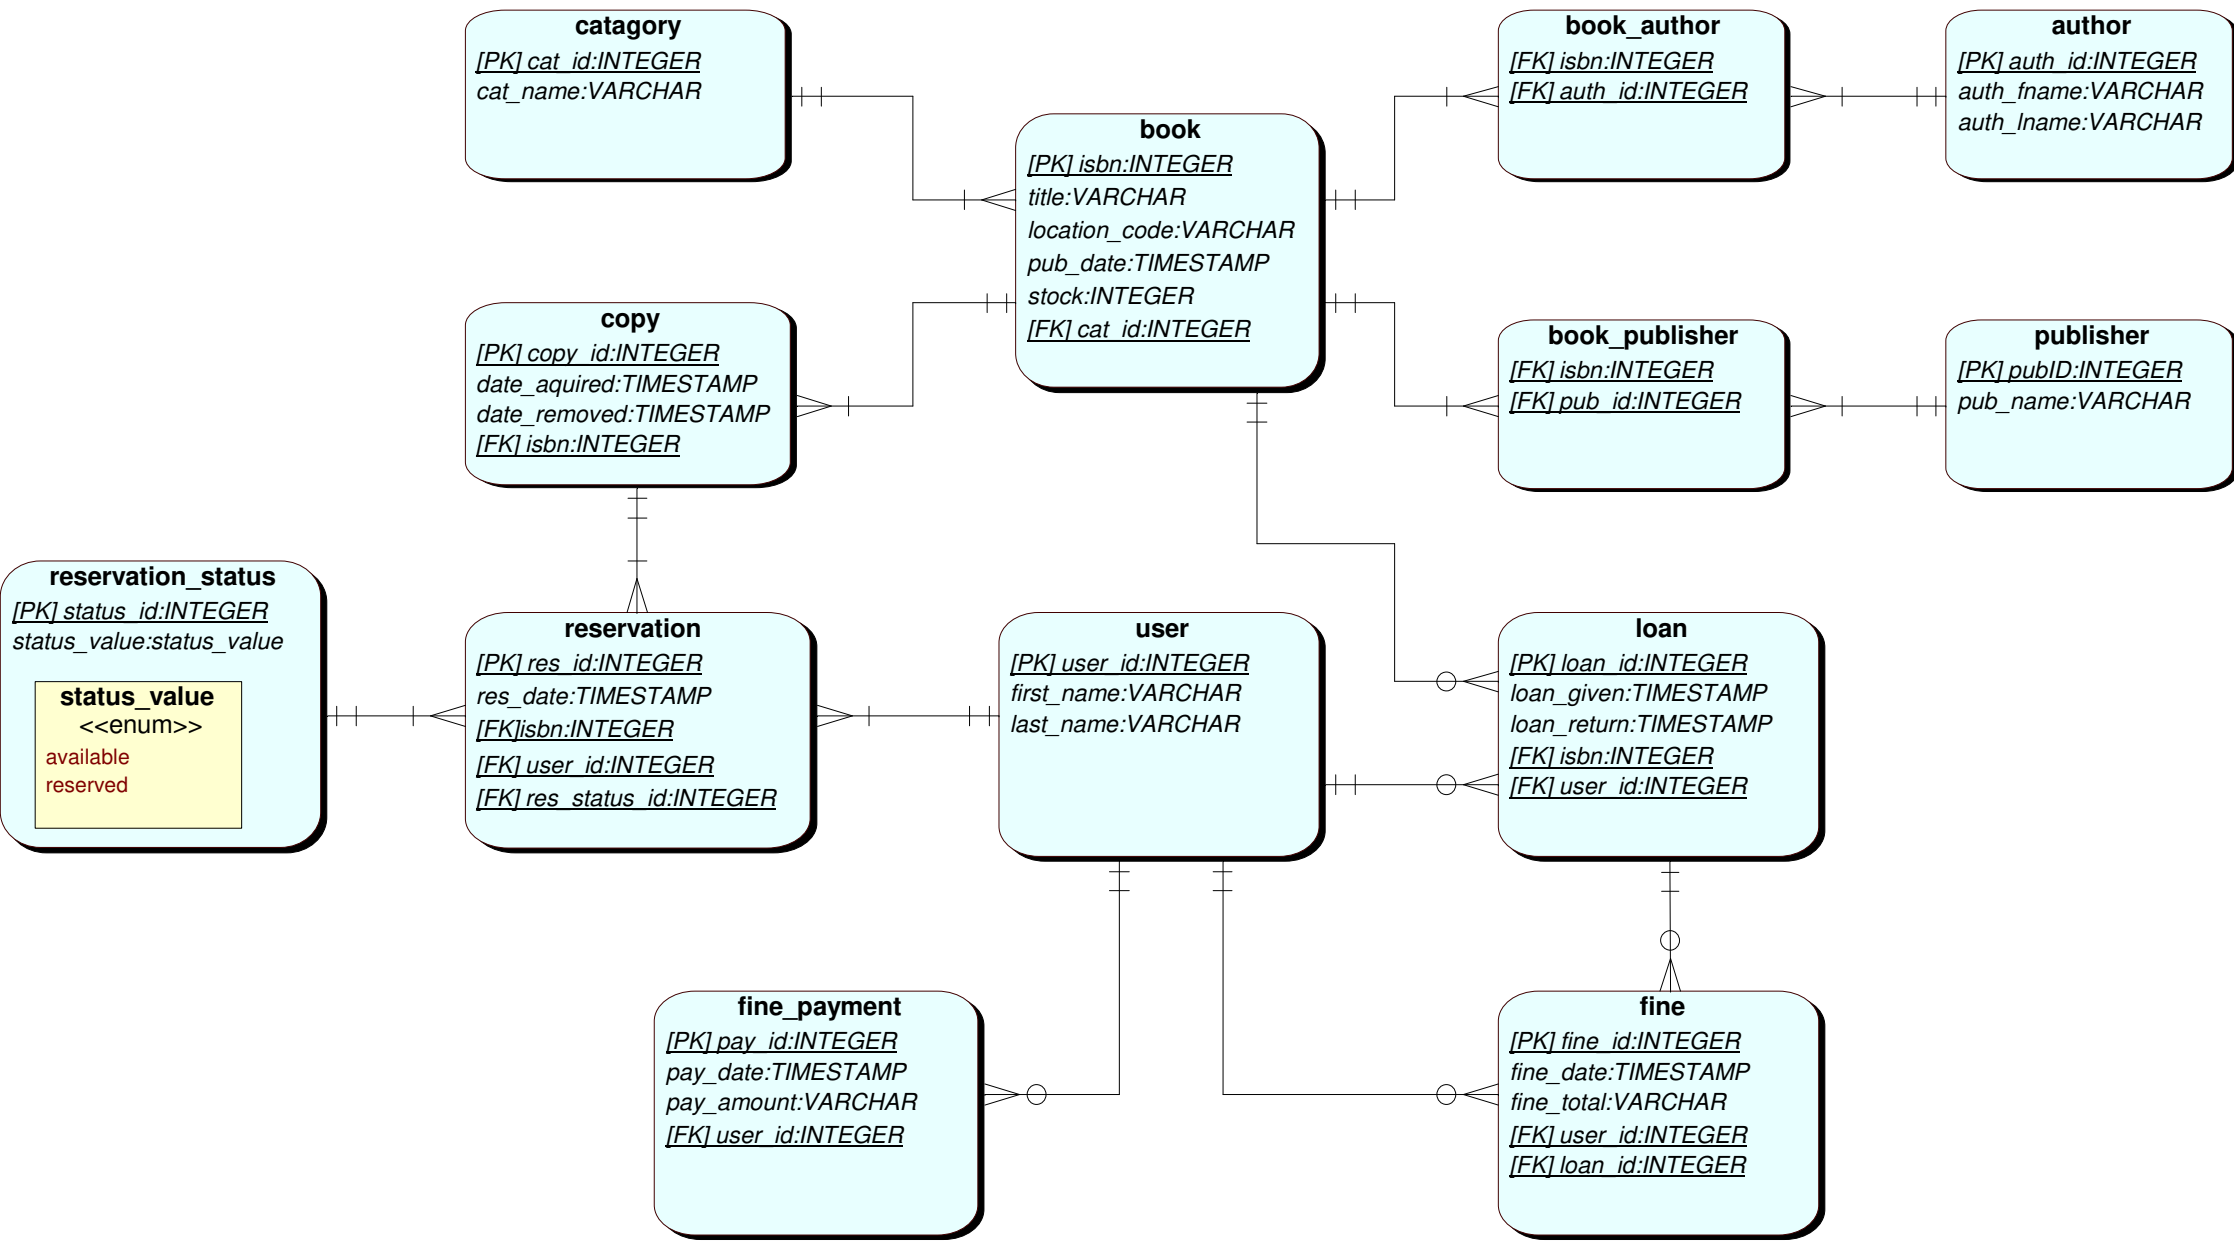 catagory
[PK] cat_id:INTEGER
cat_name:VARCHAR
book
[PK] isbn:INTEGER
title:VARCHAR
location_code:VARCHAR
pub_date:TIMESTAMP
stock:INTEGER
[FK] cat_id:INTEGER
book_author
[FK] isbn:INTEGER
[FK] auth_id:INTEGER
author
[PK] auth_id:INTEGER
auth_fname:VARCHAR
auth_lname:VARCHAR
copy
[PK] copy_id:INTEGER
date_aquired:TIMESTAMP
date_removed:TIMESTAMP
[FK] isbn:INTEGER
book_publisher
[FK] isbn:INTEGER
[FK] pub_id:INTEGER
publisher
[PK] pubID:INTEGER
pub_name:VARCHAR
reservation_status
[PK] status_id:INTEGER
status_value:status_value
status_value
<<enum>>
available
reserved
reservation
[PK] res_id:INTEGER
res_date:TIMESTAMP
[FK]isbn:INTEGER
[FK] user_id:INTEGER
[FK] res_status_id:INTEGER
user
[PK] user_id:INTEGER
first_name:VARCHAR
last_name:VARCHAR
loan
[PK] loan_id:INTEGER
loan_given:TIMESTAMP
loan_return:TIMESTAMP
[FK] isbn:INTEGER
[FK] user_id:INTEGER
fine_payment
[PK] pay_id:INTEGER
pay_date:TIMESTAMP
pay_amount:VARCHAR
[FK] user_id:INTEGER
fine
[PK] fine_id:INTEGER
fine_date:TIMESTAMP
fine_total:VARCHAR
[FK] user_id:INTEGER
[FK] loan_id:INTEGER